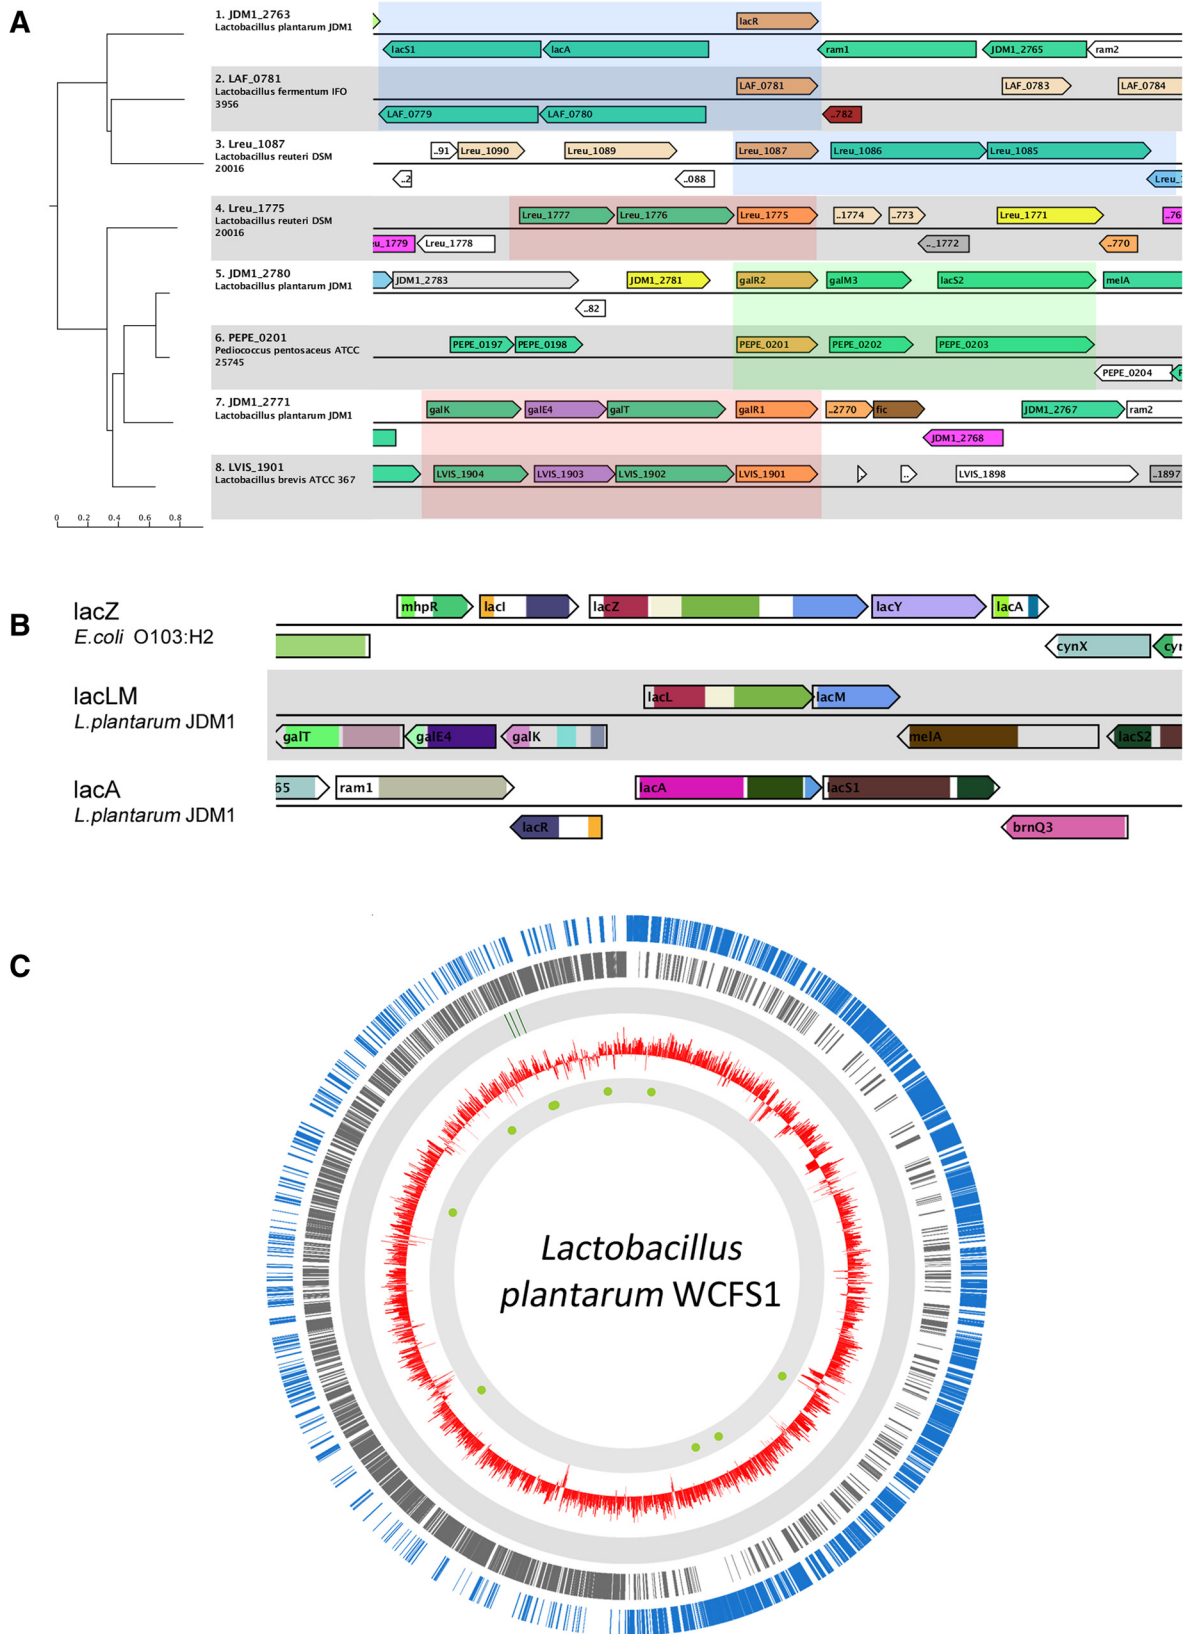 A
1. JDM1_2763
Lactobacillus plantarum JDM1
lacR
lacS1 lacA ram1 JDM1_2765 ram2
2. LAF_0781
Lactobacillus fermentum IFO
3956
LAF_0781 LAF_0783 LAF_0784
LAF_0779 LAF_0780 ..782
3. Lreu_1087
Lactobacillus reuteri DSM
20016
..91 Lreu_1090 Lreu_1089 Lreu_1087 Lreu_1086 Lreu_1085
..2 ..088
4. Lreu_1775
Lactobacillus reuteri DSM
20016
Lreu_1777 Lreu_1776 Lreu_1775 ..1774 ..773 Lreu_1771 ..76
eu_1779 Lreu_1778 .._1772 ..770
5. JDM1_2780
Lactobacillus plantarum JDM1
JDM1_2783 JDM1_2781 galR2 galM3 lacS2 melA
..82
6. PEPE_0201
Pediococcus pentosaceus ATCC
25745
PEPE_0197 PEPE_0198 PEPE_0201 PEPE_0202 PEPE_0203
PEPE_0204
7. JDM1_2771
Lactobacillus plantarum JDM1
galK galE4 galT galR1 ..2770 fic JDM1_2767 ram2
JDM1_2768
8. LVIS_1901
Lactobacillus brevis ATCC 367
LVIS_1904 LVIS_1903 LVIS_1902 LVIS_1901 .. LVIS_1898 ..1897
0 0.2 0.4 0.6 0.8
B
lacZ
E.coli O103:H2
mhpR lacI lacZ lacY lacA
cynX cyn
lacLM
L.plantarum JDM1
lacL lacM
galT galE4 galK melA lacS2
lacA
L.plantarum JDM1
65 ram1 lacA lacS1
lacR brnQ3
C
Lactobacillus
plantarum WCFS1